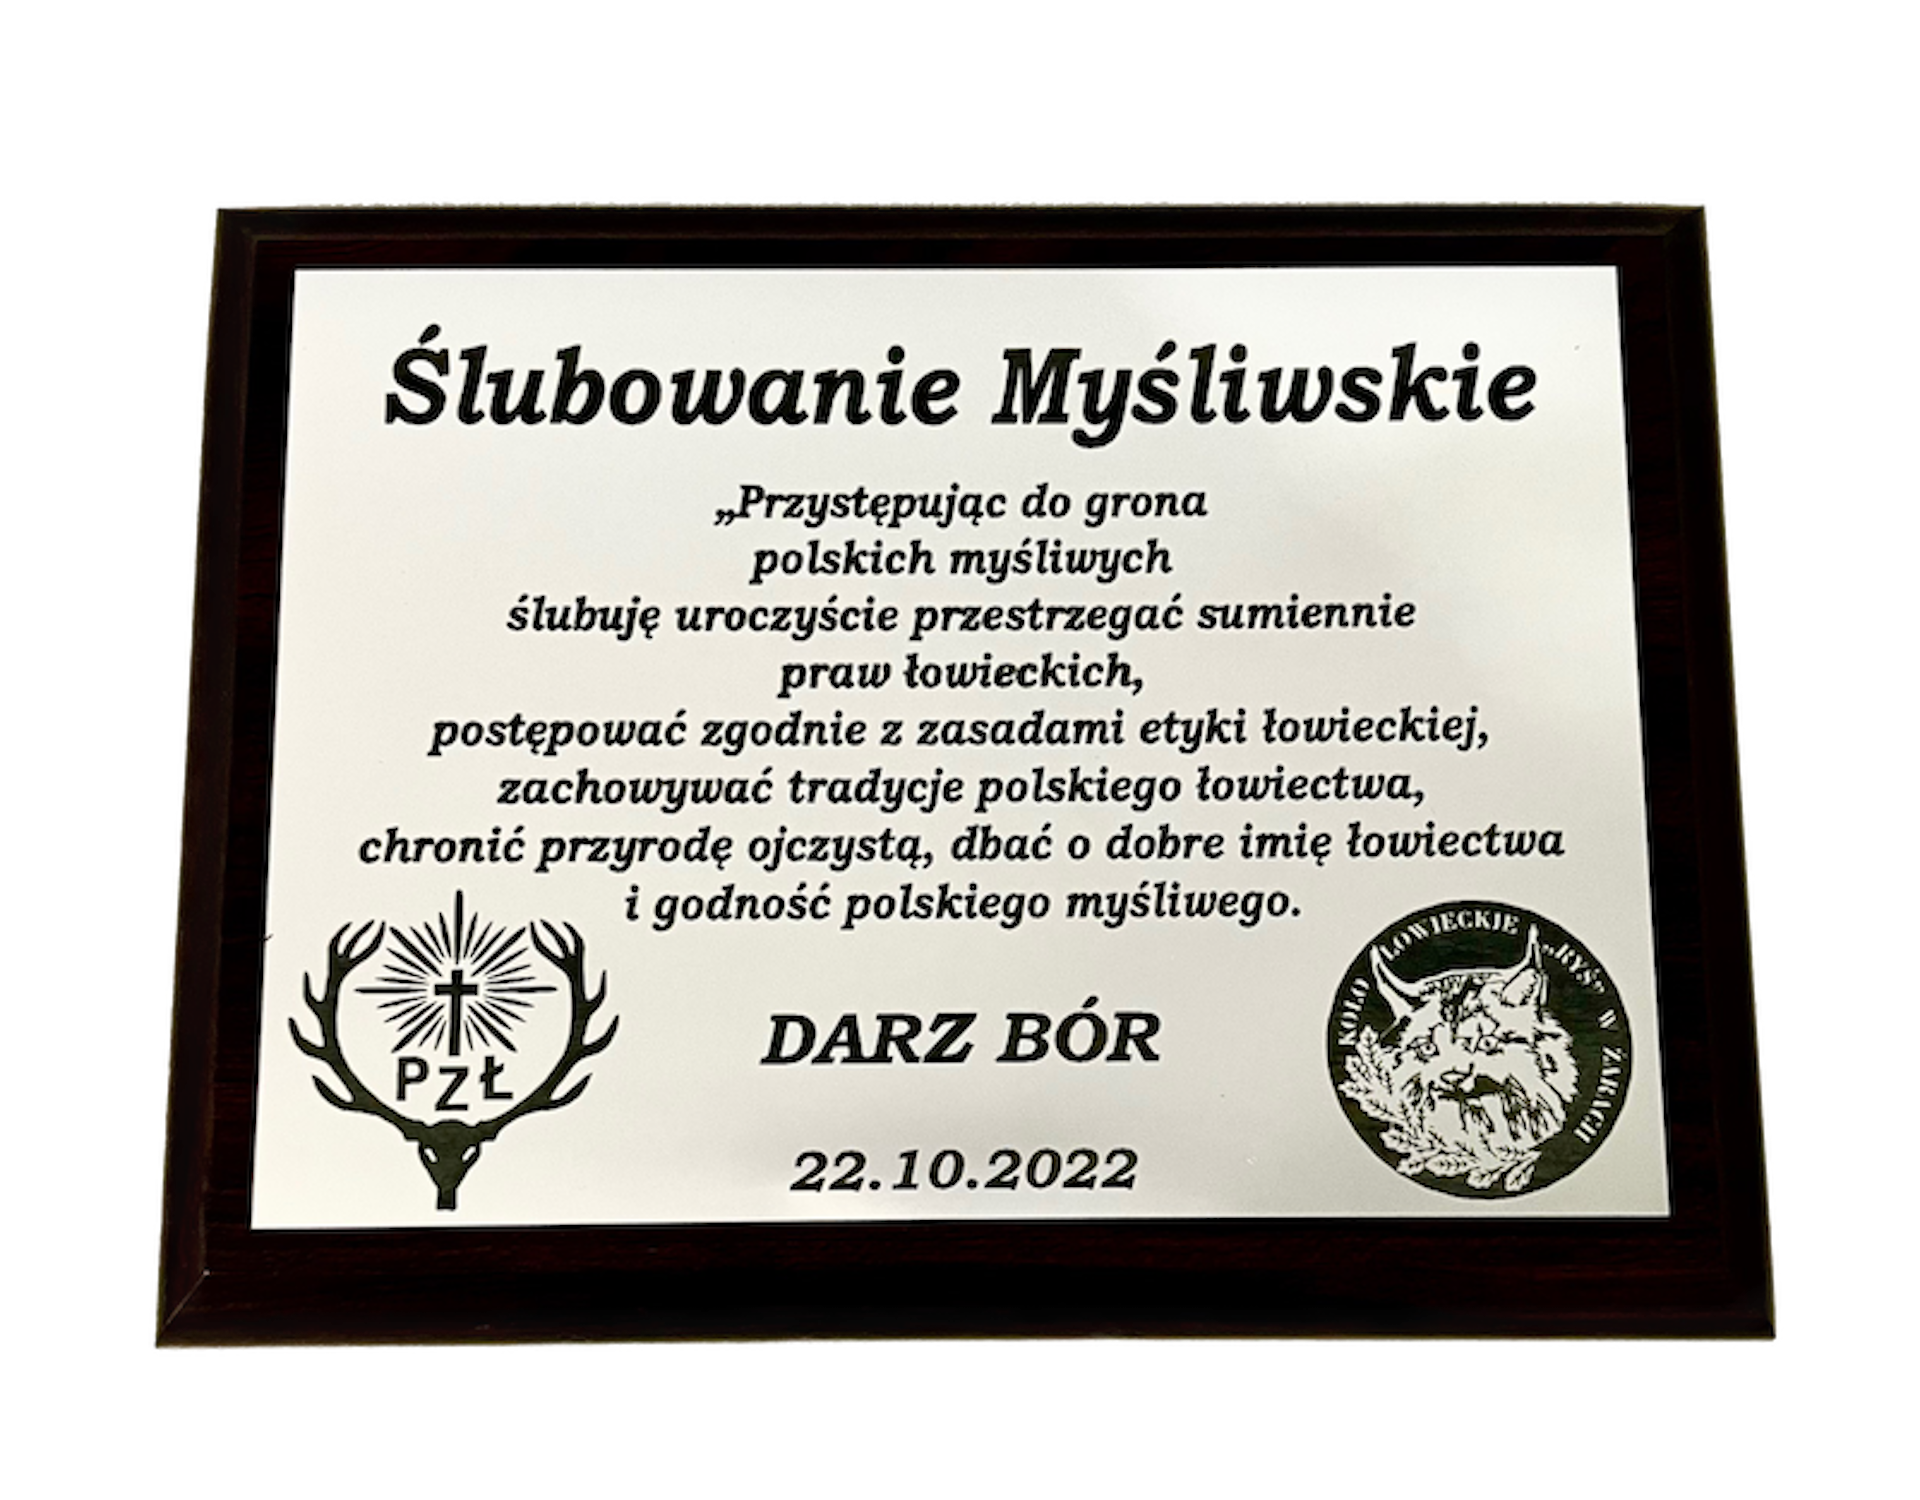 Ślubowanie Myśliwskie
„Przystępując do grona
polskich myśliwych
ślubuję uroczyście przestrzegać sumiennie
praw łowieckich,
postępować zgodnie z zasadami etyki łowieckiej,
zachowywać tradycje polskiego łowiectwa,
chronić przyrodę ojczystą, dbać o dobre imię łowiectwa
i godność polskiego myśliwego.
PZŁ
DARZ BÓR
22.10.2022
KOŁO ŁOWIECKIE „RYŚ” W ŻARACH